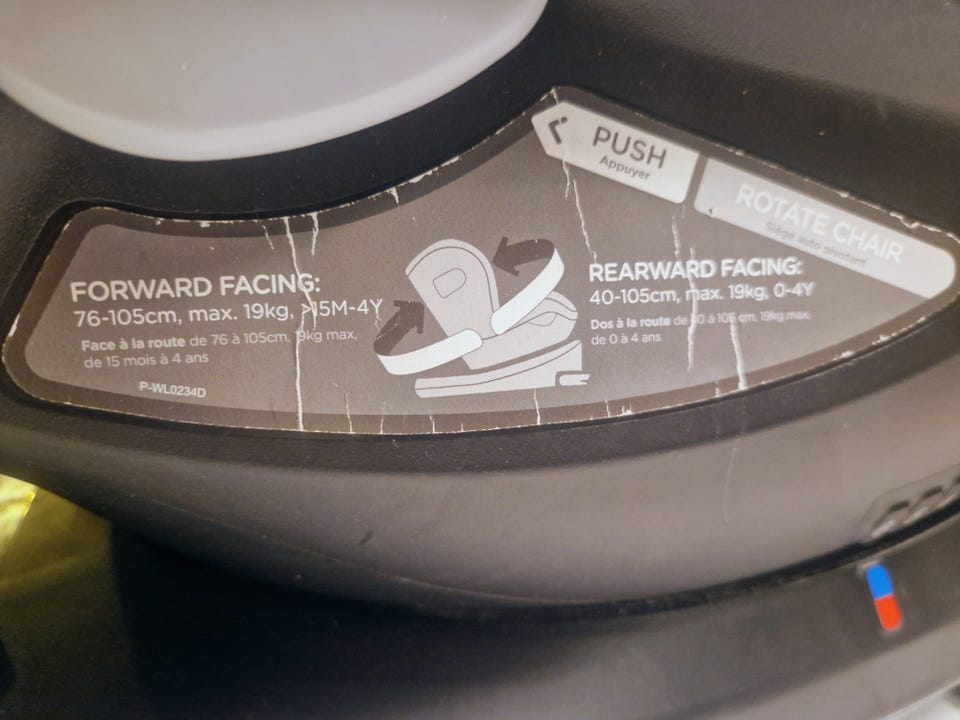 PUSH
Appuyer
ROTATE CHAIR
Siège auto pivotant
FORWARD FACING:
76-105cm, max. 19kg, >15M-4Y
Face à la route de 76 à 105cm, 19kg max,
de 15 mois à 4 ans
P-WL0234D
REARWARD FACING:
40-105cm, max. 19kg, 0-4Y
Dos à la route de 40 à 105 cm, 19kg max,
de 0 à 4 ans